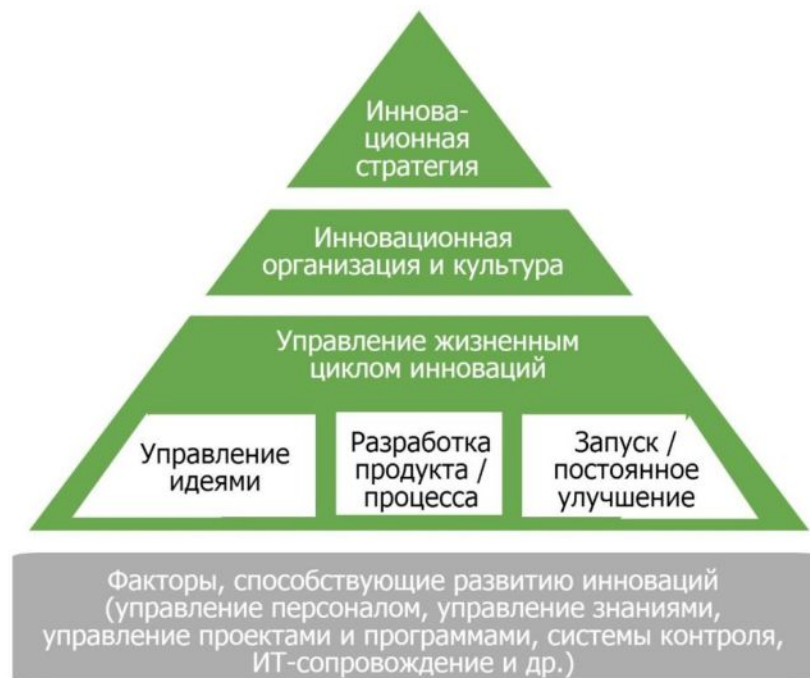 Иннова-
ционная
стратегия
Инновационная
организация и культура
Управление жизненным
циклом инноваций
Управление
идеями
Разработка
продукта /
процесса
Запуск /
постоянное
улучшение
Факторы, способствующие развитию инноваций
(управление персоналом, управление знаниями,
управление проектами и программами, системы контроля,
ИТ-сопровождение и др.)